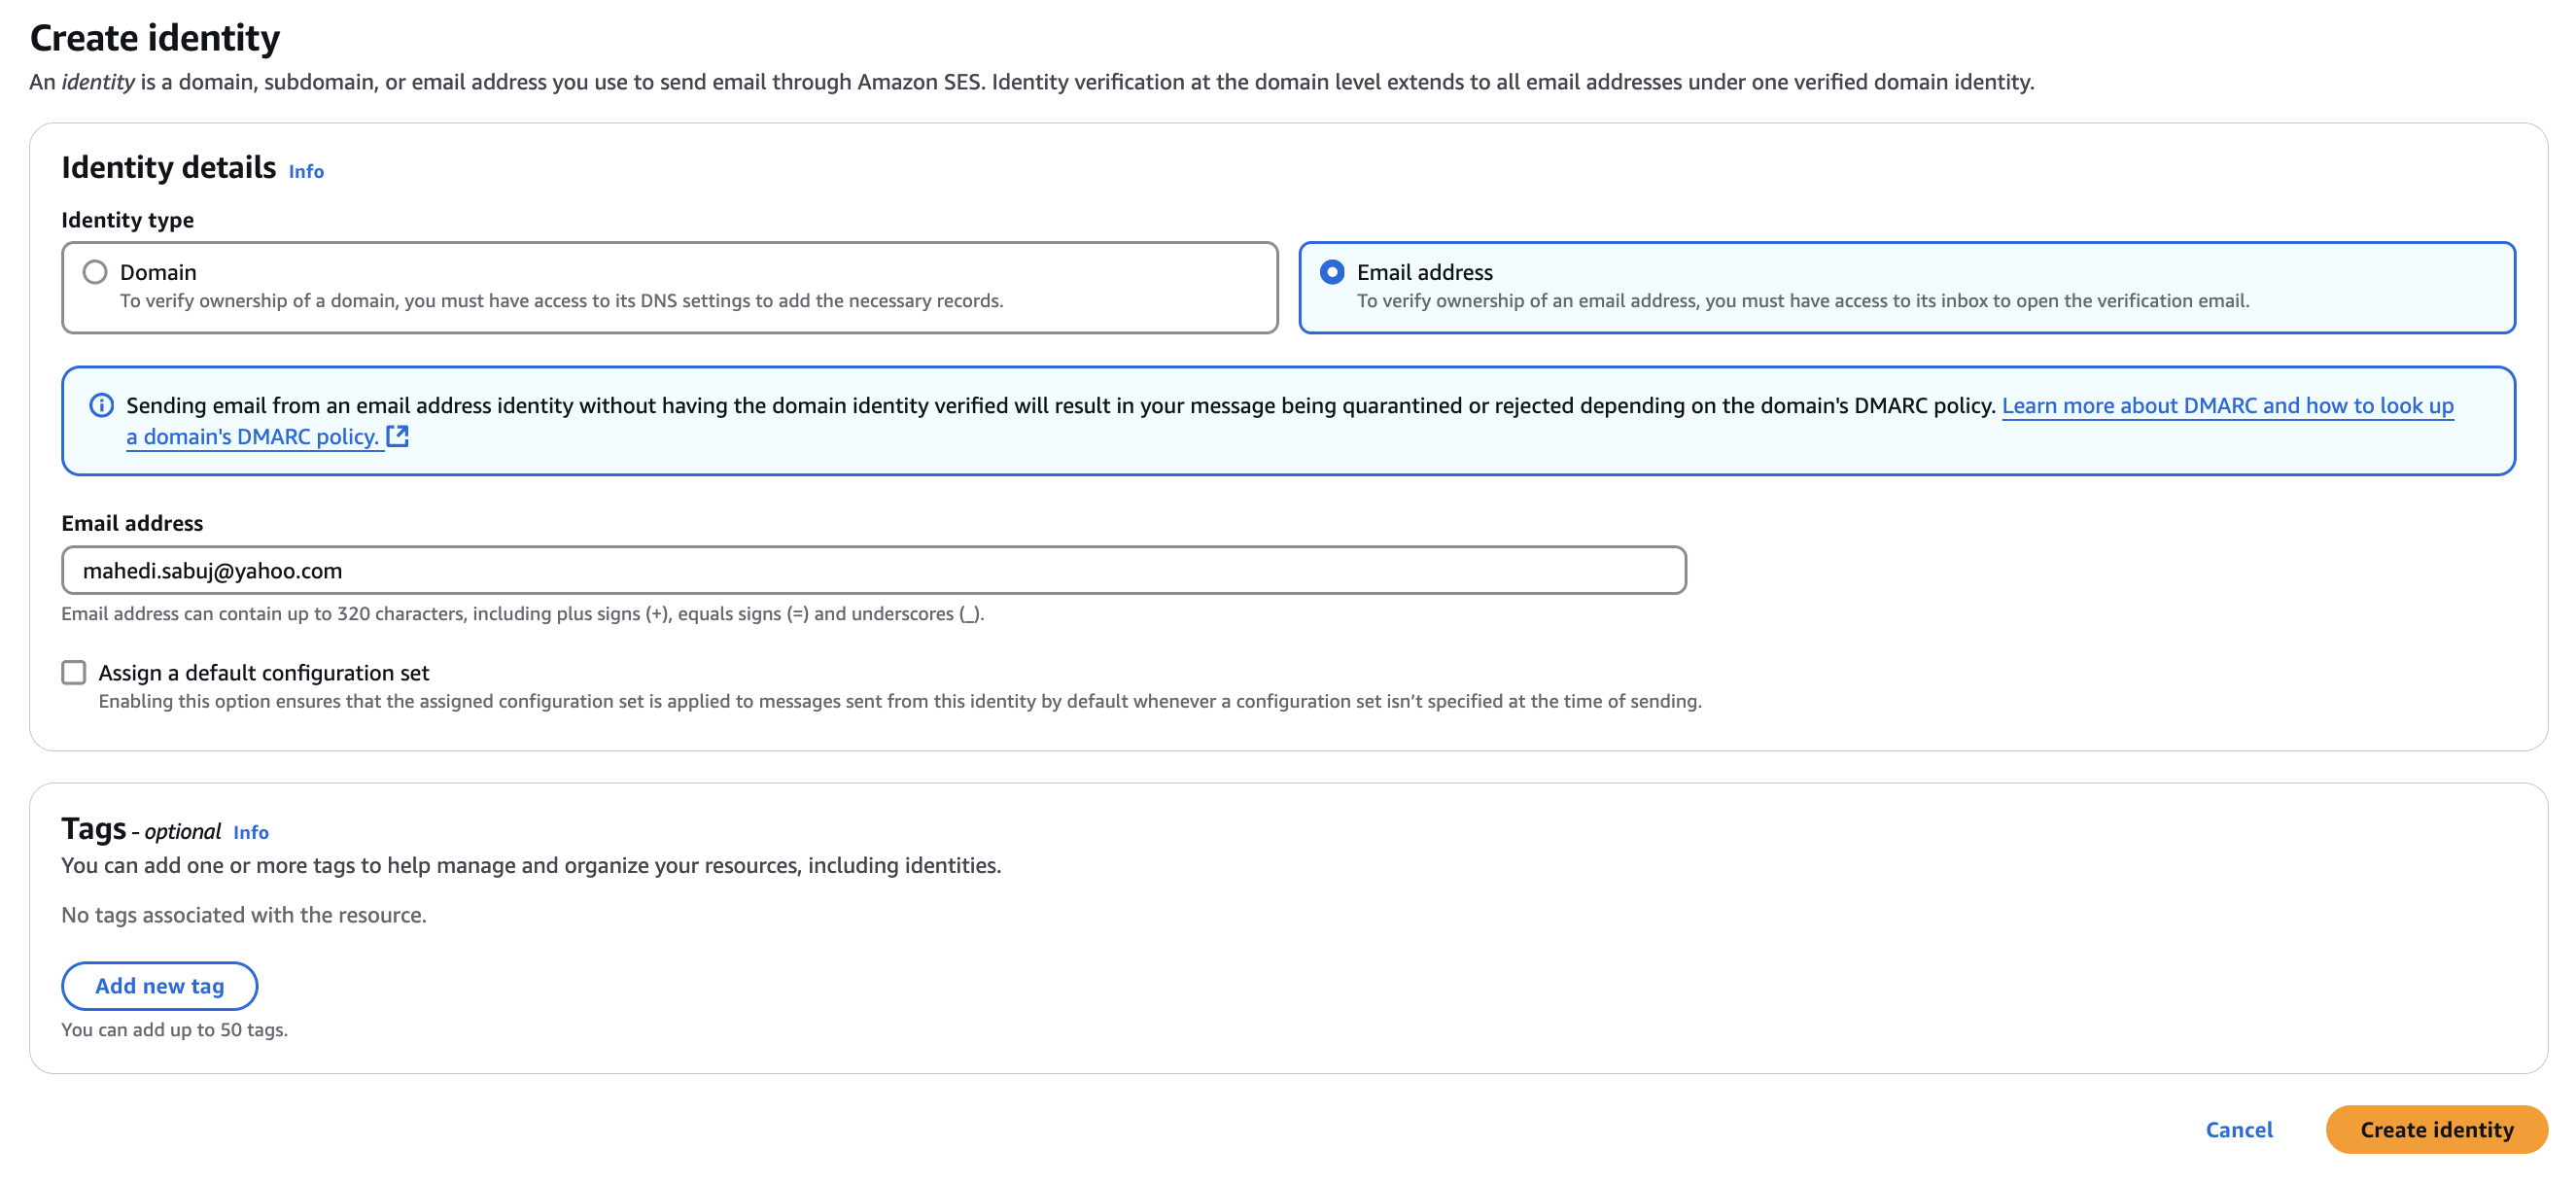 Create identity
An identity is a domain, subdomain, or email address you use to send email through Amazon SES. Identity verification at the domain level extends to all email addresses under one verified domain identity.
Identity details Info
Identity type
Domain
To verify ownership of a domain, you must have access to its DNS settings to add the necessary records.
Email address
To verify ownership of an email address, you must have access to its inbox to open the verification email.
Sending email from an email address identity without having the domain identity verified will result in your message being quarantined or rejected depending on the domain's DMARC policy. Learn more about DMARC and how to look up
a domain's DMARC policy.
Email address
mahedi.sabuj@yahoo.com
Email address can contain up to 320 characters, including plus signs (+), equals signs (=) and underscores (_).
Assign a default configuration set
Enabling this option ensures that the assigned configuration set is applied to messages sent from this identity by default whenever a configuration set isn’t specified at the time of sending.
Tags - optional Info
You can add one or more tags to help manage and organize your resources, including identities.
No tags associated with the resource.
Add new tag
You can add up to 50 tags.
Cancel
Create identity